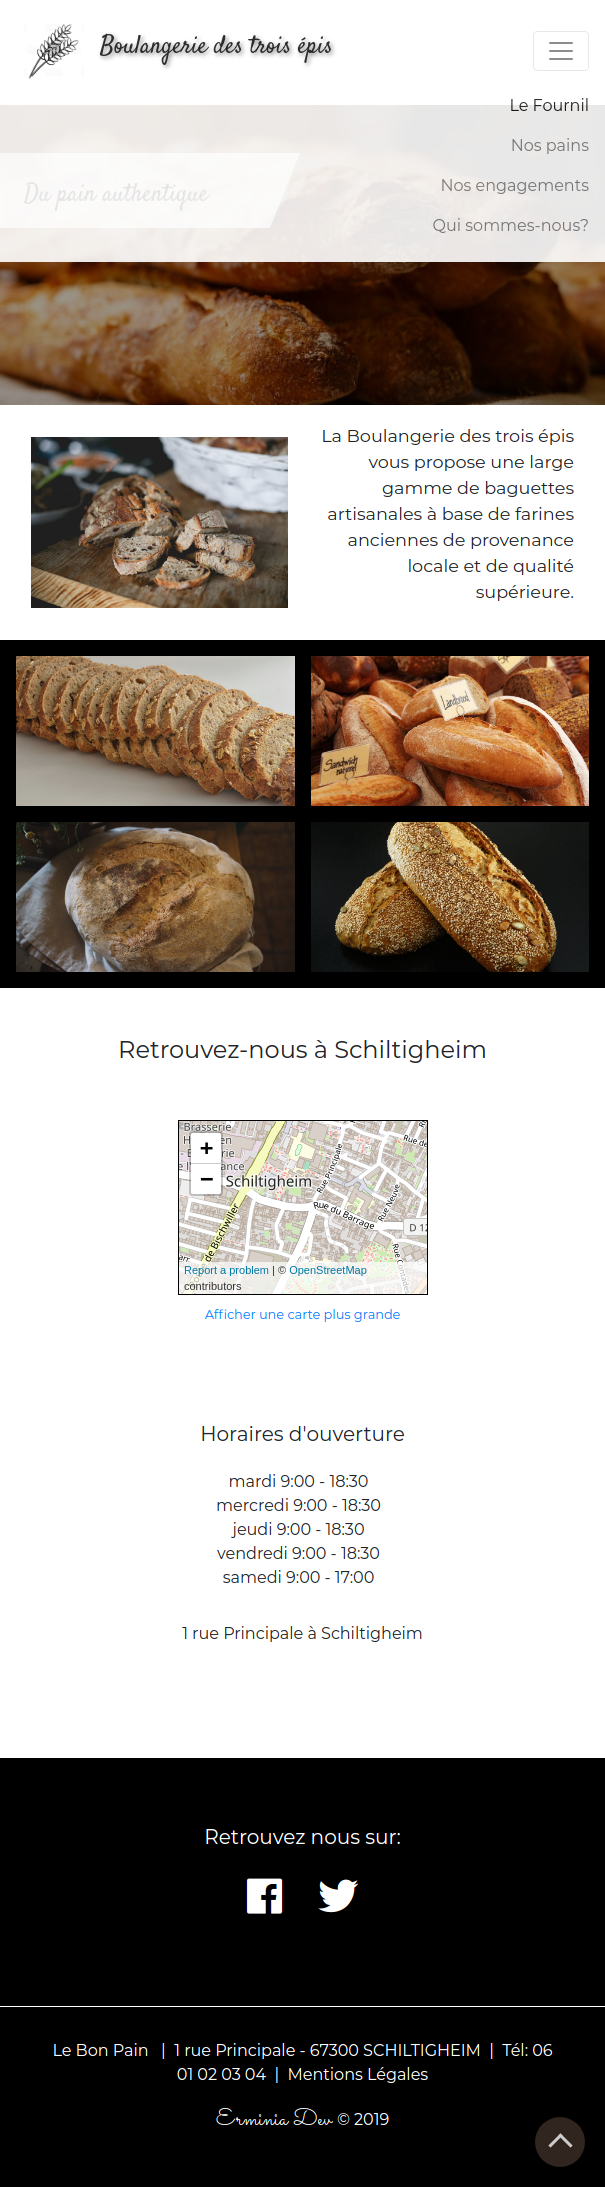 Boulangerie des trois épis
Le Fournil
Nos pains
Du pain authentique
Nos engagements
Qui sommes-nous?
La Boulangerie des trois épis
vous propose une large
gamme de baguettes
artisanales à base de farines
anciennes de provenance
locale et de qualité
supérieure.
Landbrood
Sandwich
naturel
Retrouvez-nous à Schiltigheim
Brasserie
+
−
Schiltigheim
Rue Principale
Rue du Barrage
Rue Neuve
Rue de
D 12
de Bischwiller
Report a problem | © OpenStreetMap
contributors
Afficher une carte plus grande
Horaires d'ouverture
mardi 9:00 - 18:30
mercredi 9:00 - 18:30
jeudi 9:00 - 18:30
vendredi 9:00 - 18:30
samedi 9:00 - 17:00
1 rue Principale à Schiltigheim
Retrouvez nous sur:
Le Bon Pain | 1 rue Principale - 67300 SCHILTIGHEIM | Tél: 06
01 02 03 04 | Mentions Légales
Erminia Dev © 2019